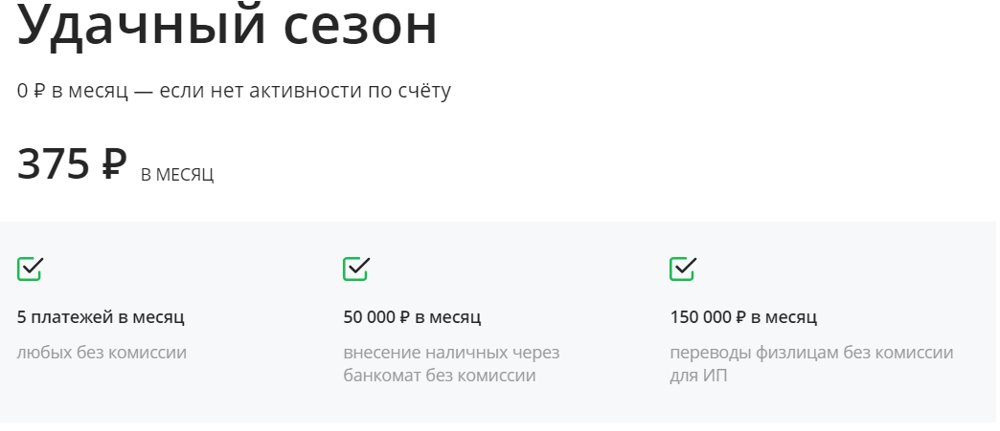 Удачный сезон
0 ₽ в месяц — если нет активности по счёту
375 ₽ В МЕСЯЦ
5 платежей в месяц
любых без комиссии
50 000 ₽ в месяц
внесение наличных через
банкомат без комиссии
150 000 ₽ в месяц
переводы физлицам без комиссии
для ИП